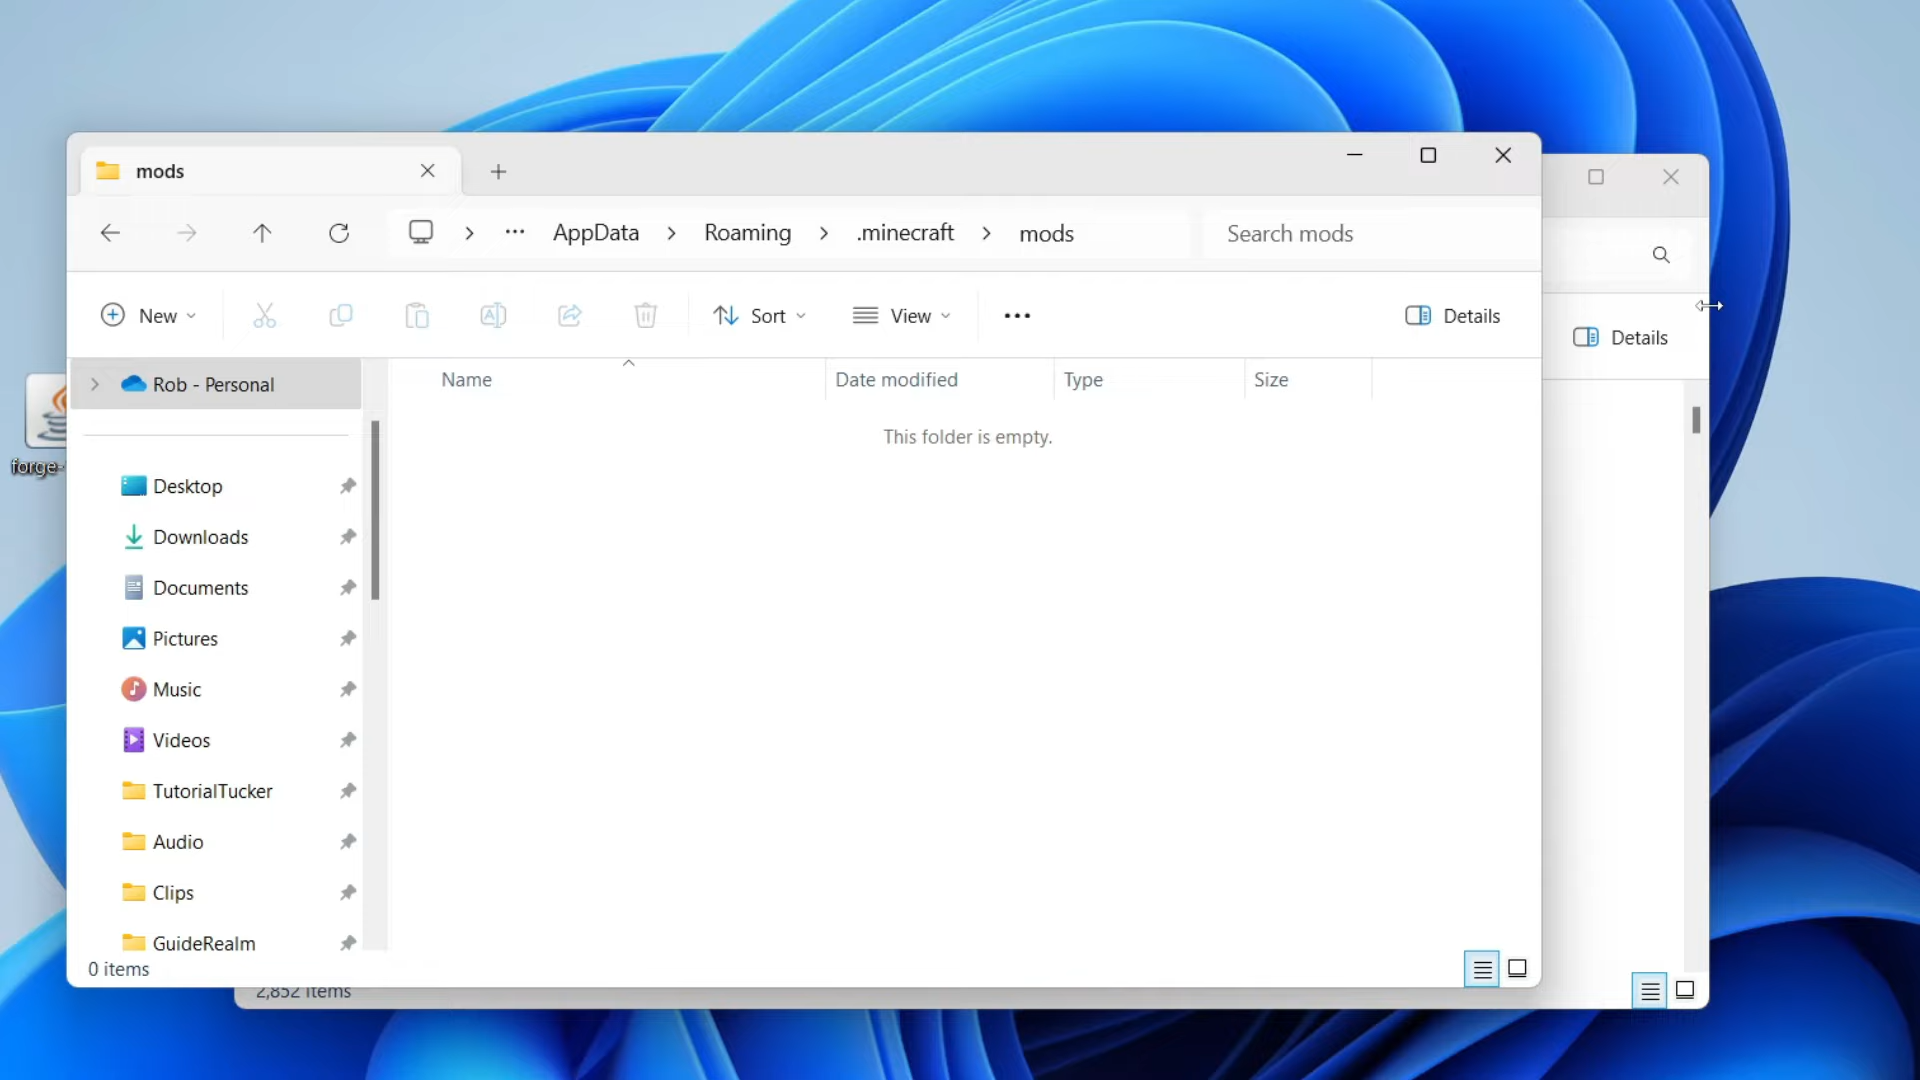 mods
AppData
Roaming
.minecraft
mods
Search mods
New
Sort
View
Details
Details
Rob - Personal
Name
Date modified
Type
Size
This folder is empty.
forge-
Desktop
Downloads
Documents
Pictures
Music
Videos
TutorialTucker
Audio
Clips
GuideRealm
0 items
2,852 items